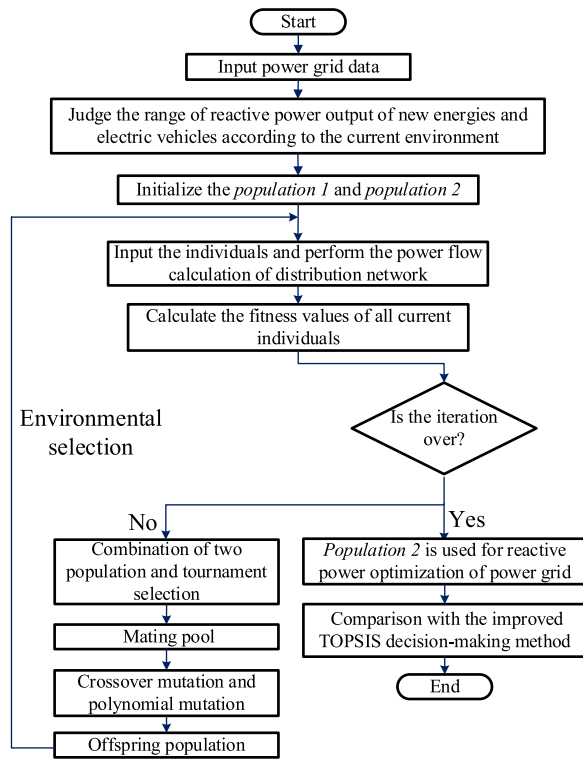 Start
Input power grid data
Judge the range of reactive power output of new energies and
electric vehicles according to the current environment
Initialize the population 1 and population 2
Input the individuals and perform the power flow
calculation of distribution network
Calculate the fitness values of all current
individuals
Is the iteration
over?
Environmental
selection
No
Yes
Combination of two
population and tournament
selection
Mating pool
Crossover mutation and
polynomial mutation
Offspring population
Population 2 is used for reactive
power optimization of power grid
Comparison with the improved
TOPSIS decision-making method
End